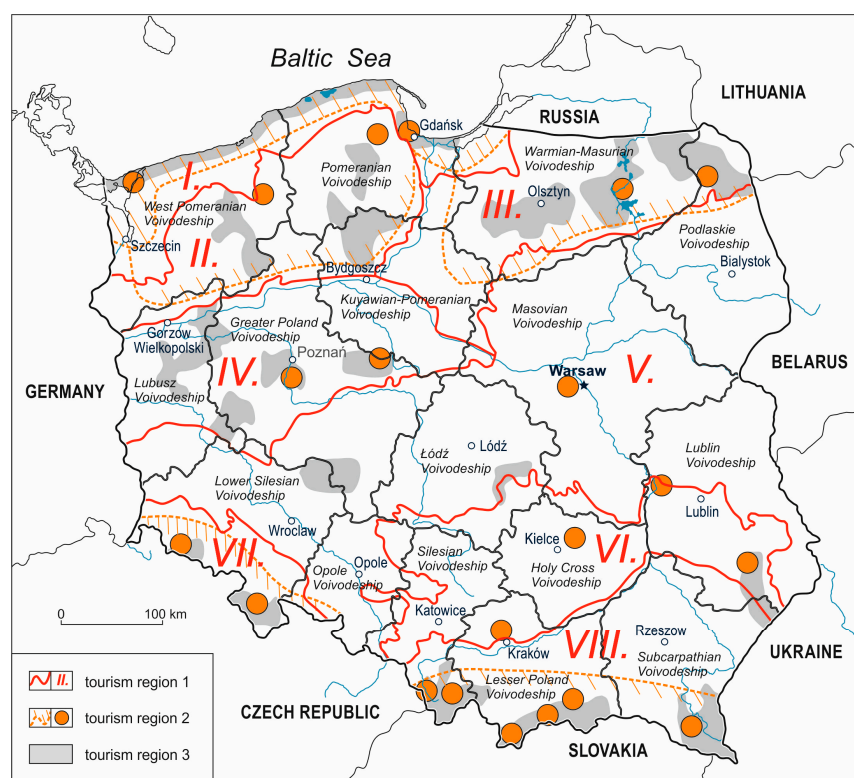 Baltic Sea
LITHUANIA
RUSSIA
Gdańsk
I.
Pomeranian
Voivodeship
Warmian-Masurian
Voivodeship
West Pomeranian
Voivodeship
III.
Olsztyn
Szczecin
II.
Podlaskie
Voivodeship
Bialystok
Bydgoszcz
Kuyawian-Pomeranian
Voivodeship
Masovian
Voivodeship
Gorzów
Wielkopolski
Greater Poland
Voivodeship
Poznań
BELARUS
GERMANY
Lubusz
Voivodeship
IV.
Warsaw
V.
Łódź
Voivodeship
Lódź
Lublin
Voivodeship
Lower Silesian
Voivodeship
Lublin
Wroclaw
VII.
Opole
Voivodeship
Opole
Silesian
Voivodeship
Kielce
Holy Cross
Voivodeship
VI.
0
100 km
Katowice
Kraków
VIII.
Rzeszow
Subcarpathian
Voivodeship
UKRAINE
Lesser Poland
Voivodeship
CZECH REPUBLIC
SLOVAKIA
II. tourism region 1
tourism region 2
tourism region 3